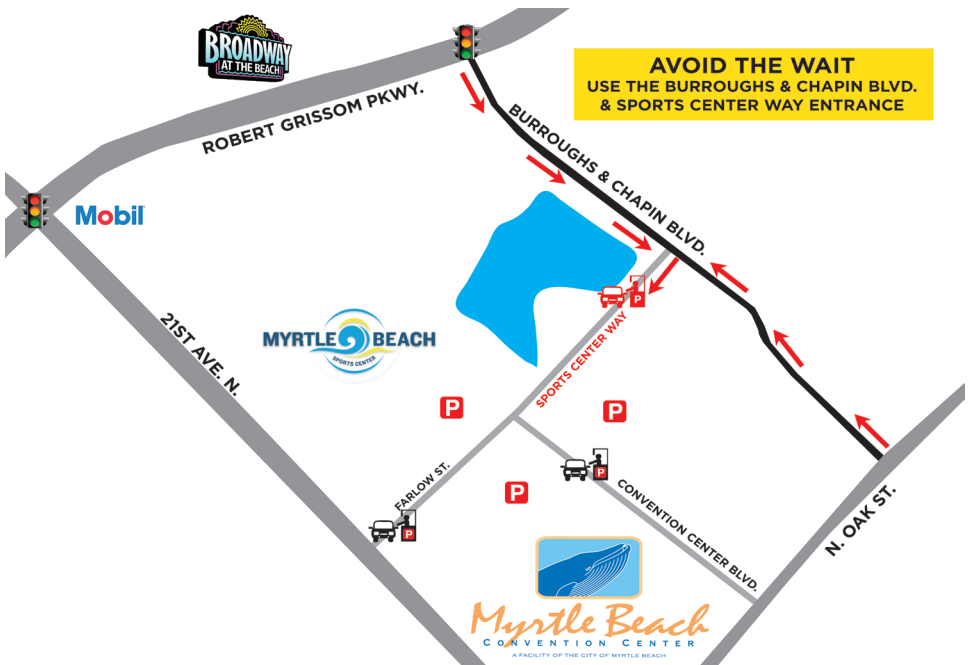 BROADWAY
AT THE BEACH
AVOID THE WAIT
USE THE BURROUGHS & CHAPIN BLVD.
& SPORTS CENTER WAY ENTRANCE
ROBERT GRISSOM PKWY.
BURROUGHS & CHAPIN BLVD.
Mobil
P
MYRTLE BEACH
SPORTS CENTER
21ST AVE. N.
SPORTS CENTER WAY
P
P
P
FARLOW ST.
P
P
CONVENTION CENTER BLVD.
N. OAK ST.
Myrtle Beach
CONVENTION CENTER
A FACILITY OF THE CITY OF MYRTLE BEACH